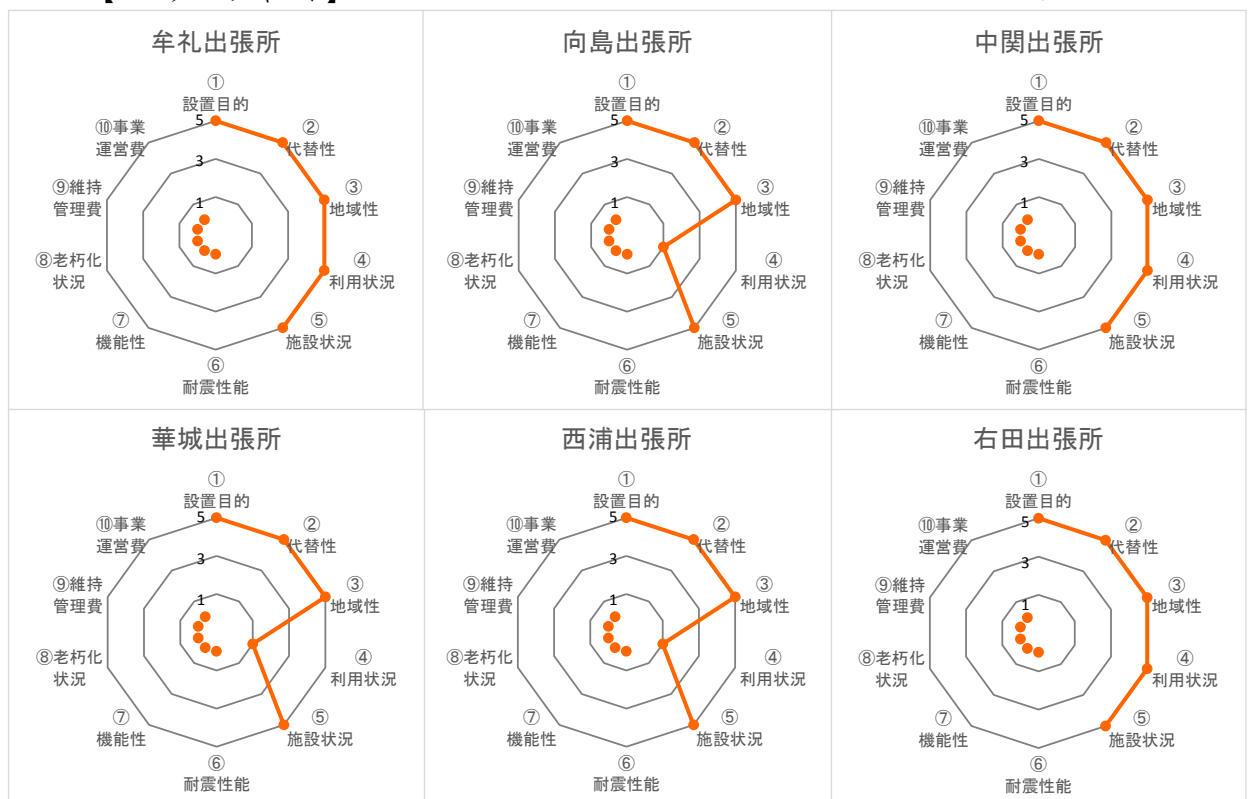 牟礼出張所
①
設置目的
②
代替性
③
地域性
④
利用状況
⑤
施設状況
⑥
耐震性能
⑦
機能性
⑧老朽化
状況
⑨維持
管理費
⑩事業
運営費
5
3
1
向島出張所
①
設置目的
②
代替性
③
地域性
④
利用状況
⑤
施設状況
⑥
耐震性能
⑦
機能性
⑧老朽化
状況
⑨維持
管理費
⑩事業
運営費
5
3
1
中関出張所
①
設置目的
②
代替性
③
地域性
④
利用状況
⑤
施設状況
⑥
耐震性能
⑦
機能性
⑧老朽化
状況
⑨維持
管理費
⑩事業
運営費
5
3
1
華城出張所
①
設置目的
②
代替性
③
地域性
④
利用状況
⑤
施設状況
⑥
耐震性能
⑦
機能性
⑧老朽化
状況
⑨維持
管理費
⑩事業
運営費
5
3
1
西浦出張所
①
設置目的
②
代替性
③
地域性
④
利用状況
⑤
施設状況
⑥
耐震性能
⑦
機能性
⑧老朽化
状況
⑨維持
管理費
⑩事業
運営費
5
3
1
右田出張所
①
設置目的
②
代替性
③
地域性
④
利用状況
⑤
施設状況
⑥
耐震性能
⑦
機能性
⑧老朽化
状況
⑨維持
管理費
⑩事業
運営費
5
3
1